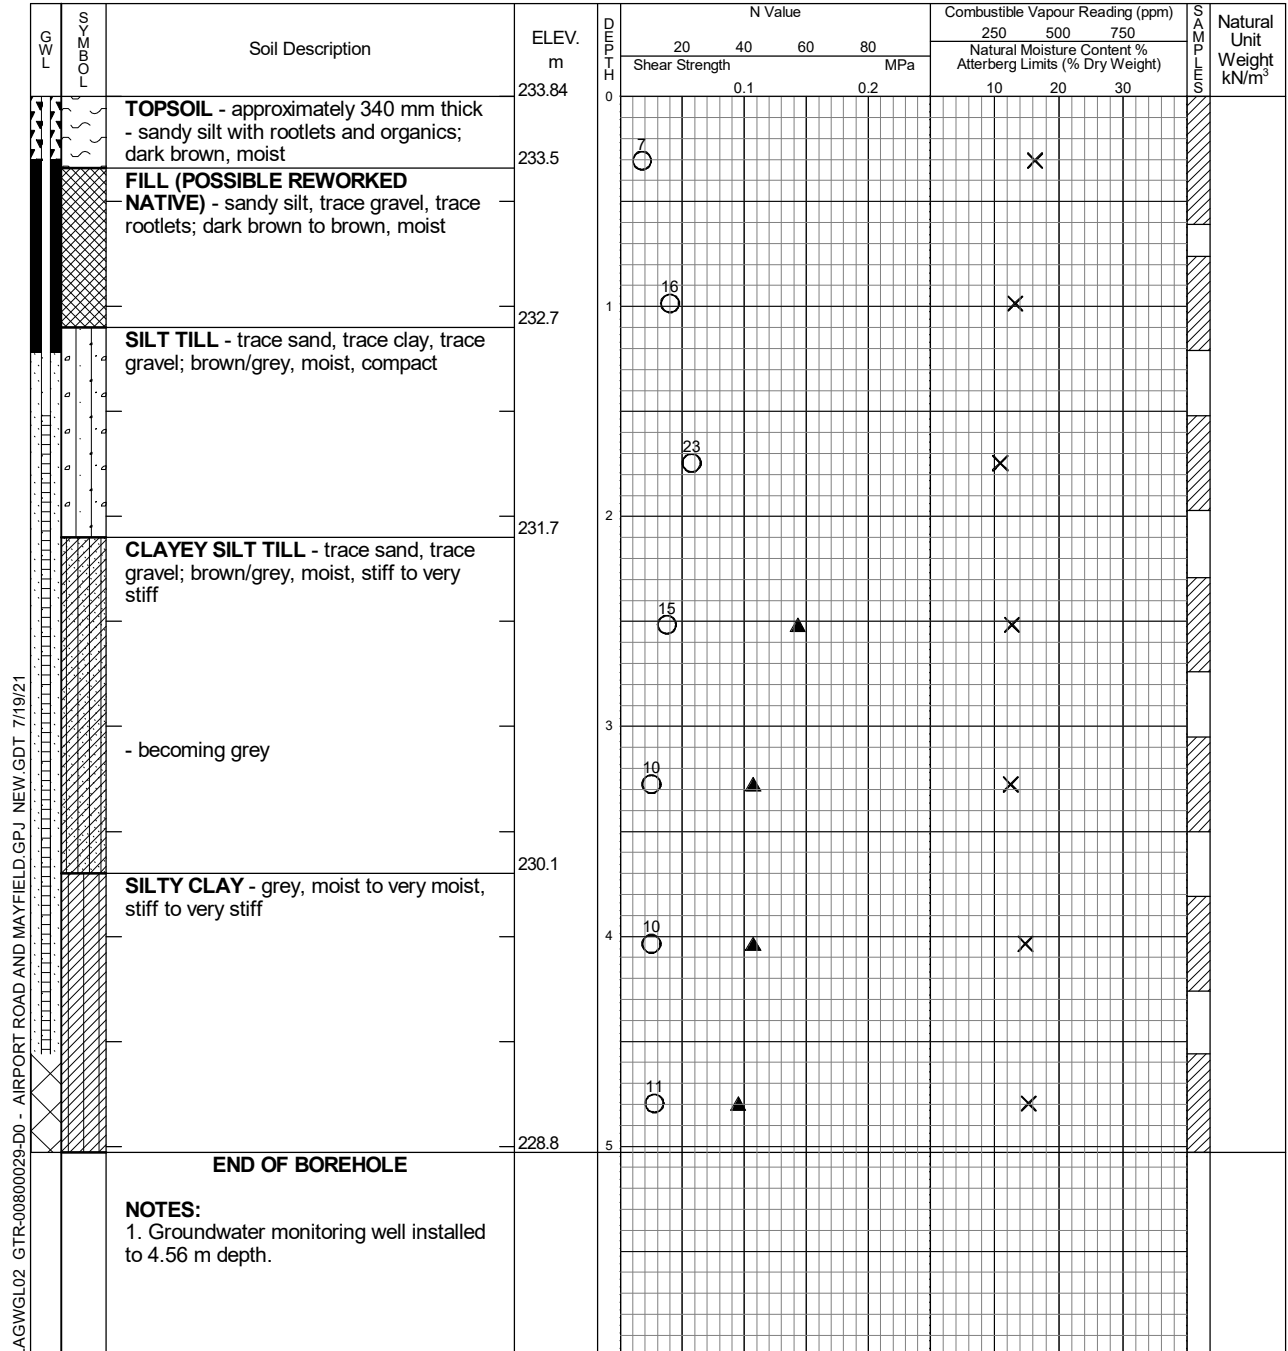 GWL
SYMBOL
Soil Description
ELEV.
m
233.84
DEPTH
N Value
20 40 60 80
Shear Strength MPa
0.1 0.2
Combustible Vapour Reading (ppm)
250 500 750
Natural Moisture Content %
Atterberg Limits (% Dry Weight)
10 20 30
SAMPLES
Natural
Unit
Weight
kN/m³
0
TOPSOIL - approximately 340 mm thick
- sandy silt with rootlets and organics;
dark brown, moist
233.5
7
FILL (POSSIBLE REWORKED
NATIVE) - sandy silt, trace gravel, trace
rootlets; dark brown to brown, moist
232.7
16
1
SILT TILL - trace sand, trace clay, trace
gravel; brown/grey, moist, compact
23
231.7
2
CLAYEY SILT TILL - trace sand, trace
gravel; brown/grey, moist, stiff to very
stiff
15
3
- becoming grey
10
230.1
SILTY CLAY - grey, moist to very moist,
stiff to very stiff
10
4
11
228.8
5
END OF BOREHOLE
NOTES:
1. Groundwater monitoring well installed
to 4.56 m depth.
AGWGL02 GTR-00800029-D0 - AIRPORT ROAD AND MAYFIELD.GPJ NEW.GDT 7/19/21